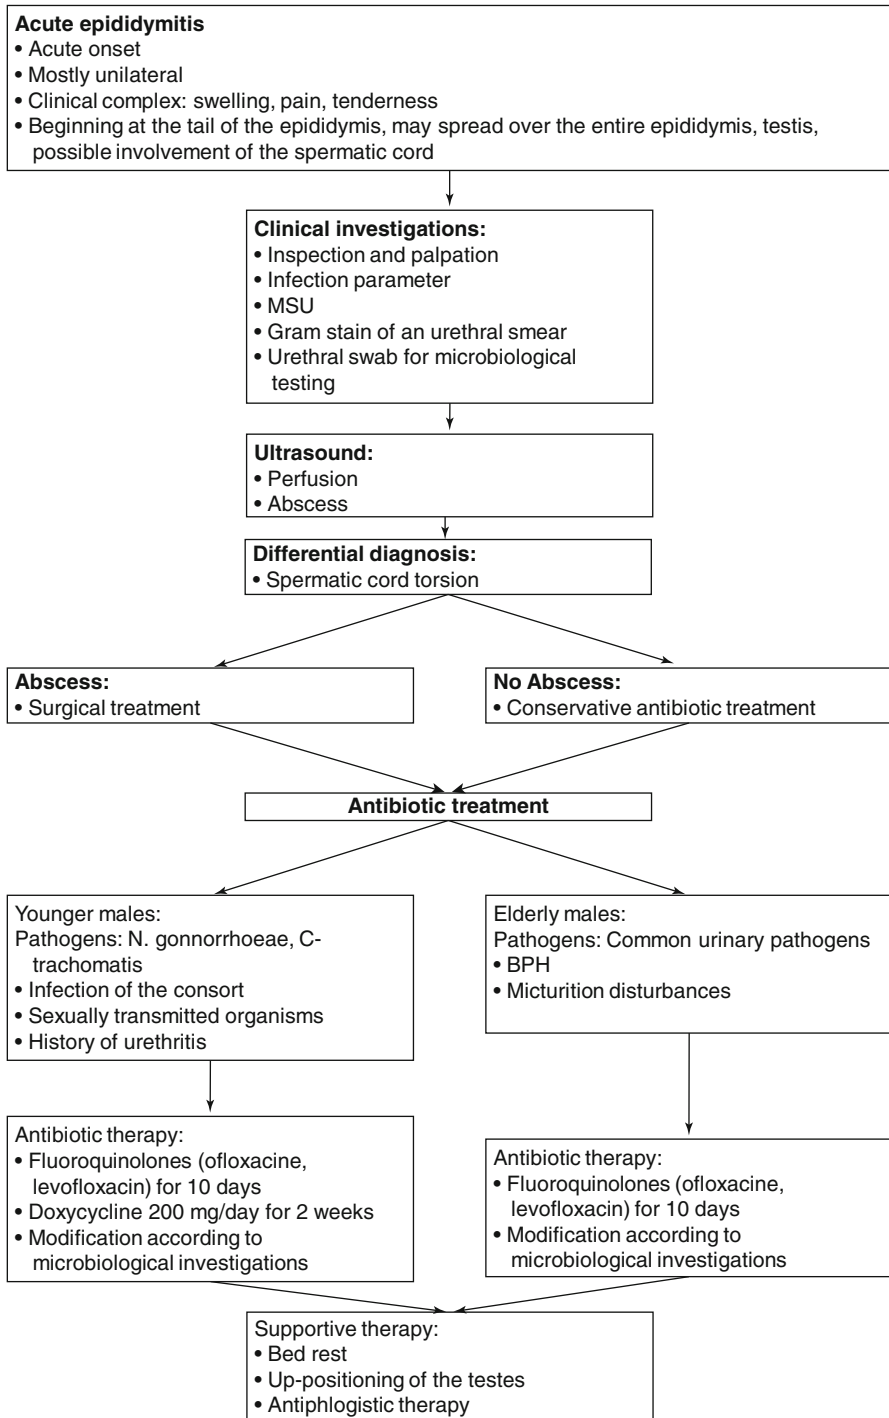 Acute epididymitis
• Acute onset
• Mostly unilateral
• Clinical complex: swelling, pain, tenderness
• Beginning at the tail of the epididymis, may spread over the entire epididymis, testis,
possible involvement of the spermatic cord
Clinical investigations:
• Inspection and palpation
• Infection parameter
• MSU
• Gram stain of an urethral smear
• Urethral swab for microbiological
testing
Ultrasound:
• Perfusion
• Abscess
Differential diagnosis:
• Spermatic cord torsion
Abscess:
• Surgical treatment
No Abscess:
• Conservative antibiotic treatment
Antibiotic treatment
Younger males:
Pathogens: N. gonnorrhoeae, C-
trachomatis
• Infection of the consort
• Sexually transmitted organisms
• History of urethritis
Elderly males:
Pathogens: Common urinary pathogens
• BPH
• Micturition disturbances
Antibiotic therapy:
• Fluoroquinolones (ofloxacine,
levofloxacin) for 10 days
• Doxycycline 200 mg/day for 2 weeks
• Modification according to
microbiological investigations
Antibiotic therapy:
• Fluoroquinolones (ofloxacine,
levofloxacin) for 10 days
• Modification according to
microbiological investigations
Supportive therapy:
• Bed rest
• Up-positioning of the testes
• Antiphlogistic therapy